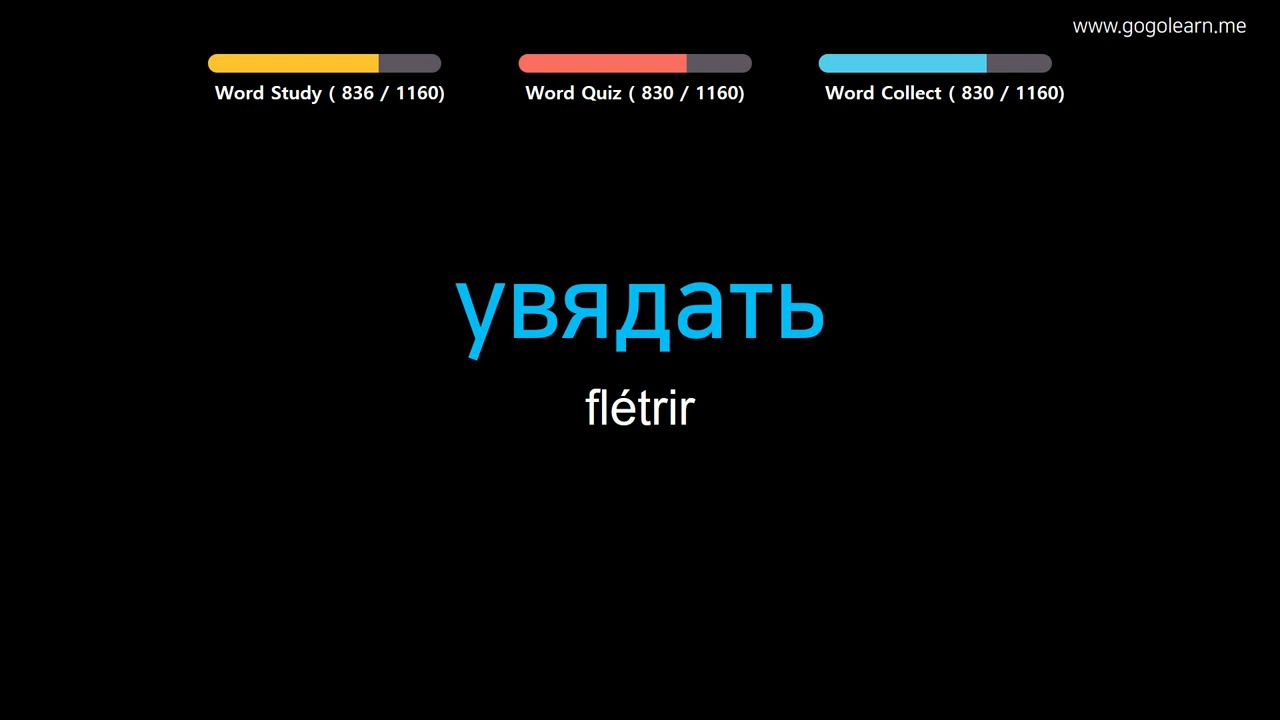 www.gogolearn.me
Word Study ( 836 / 1160)
Word Quiz ( 830 / 1160)
Word Collect ( 830 / 1160)
увядать
flétrir